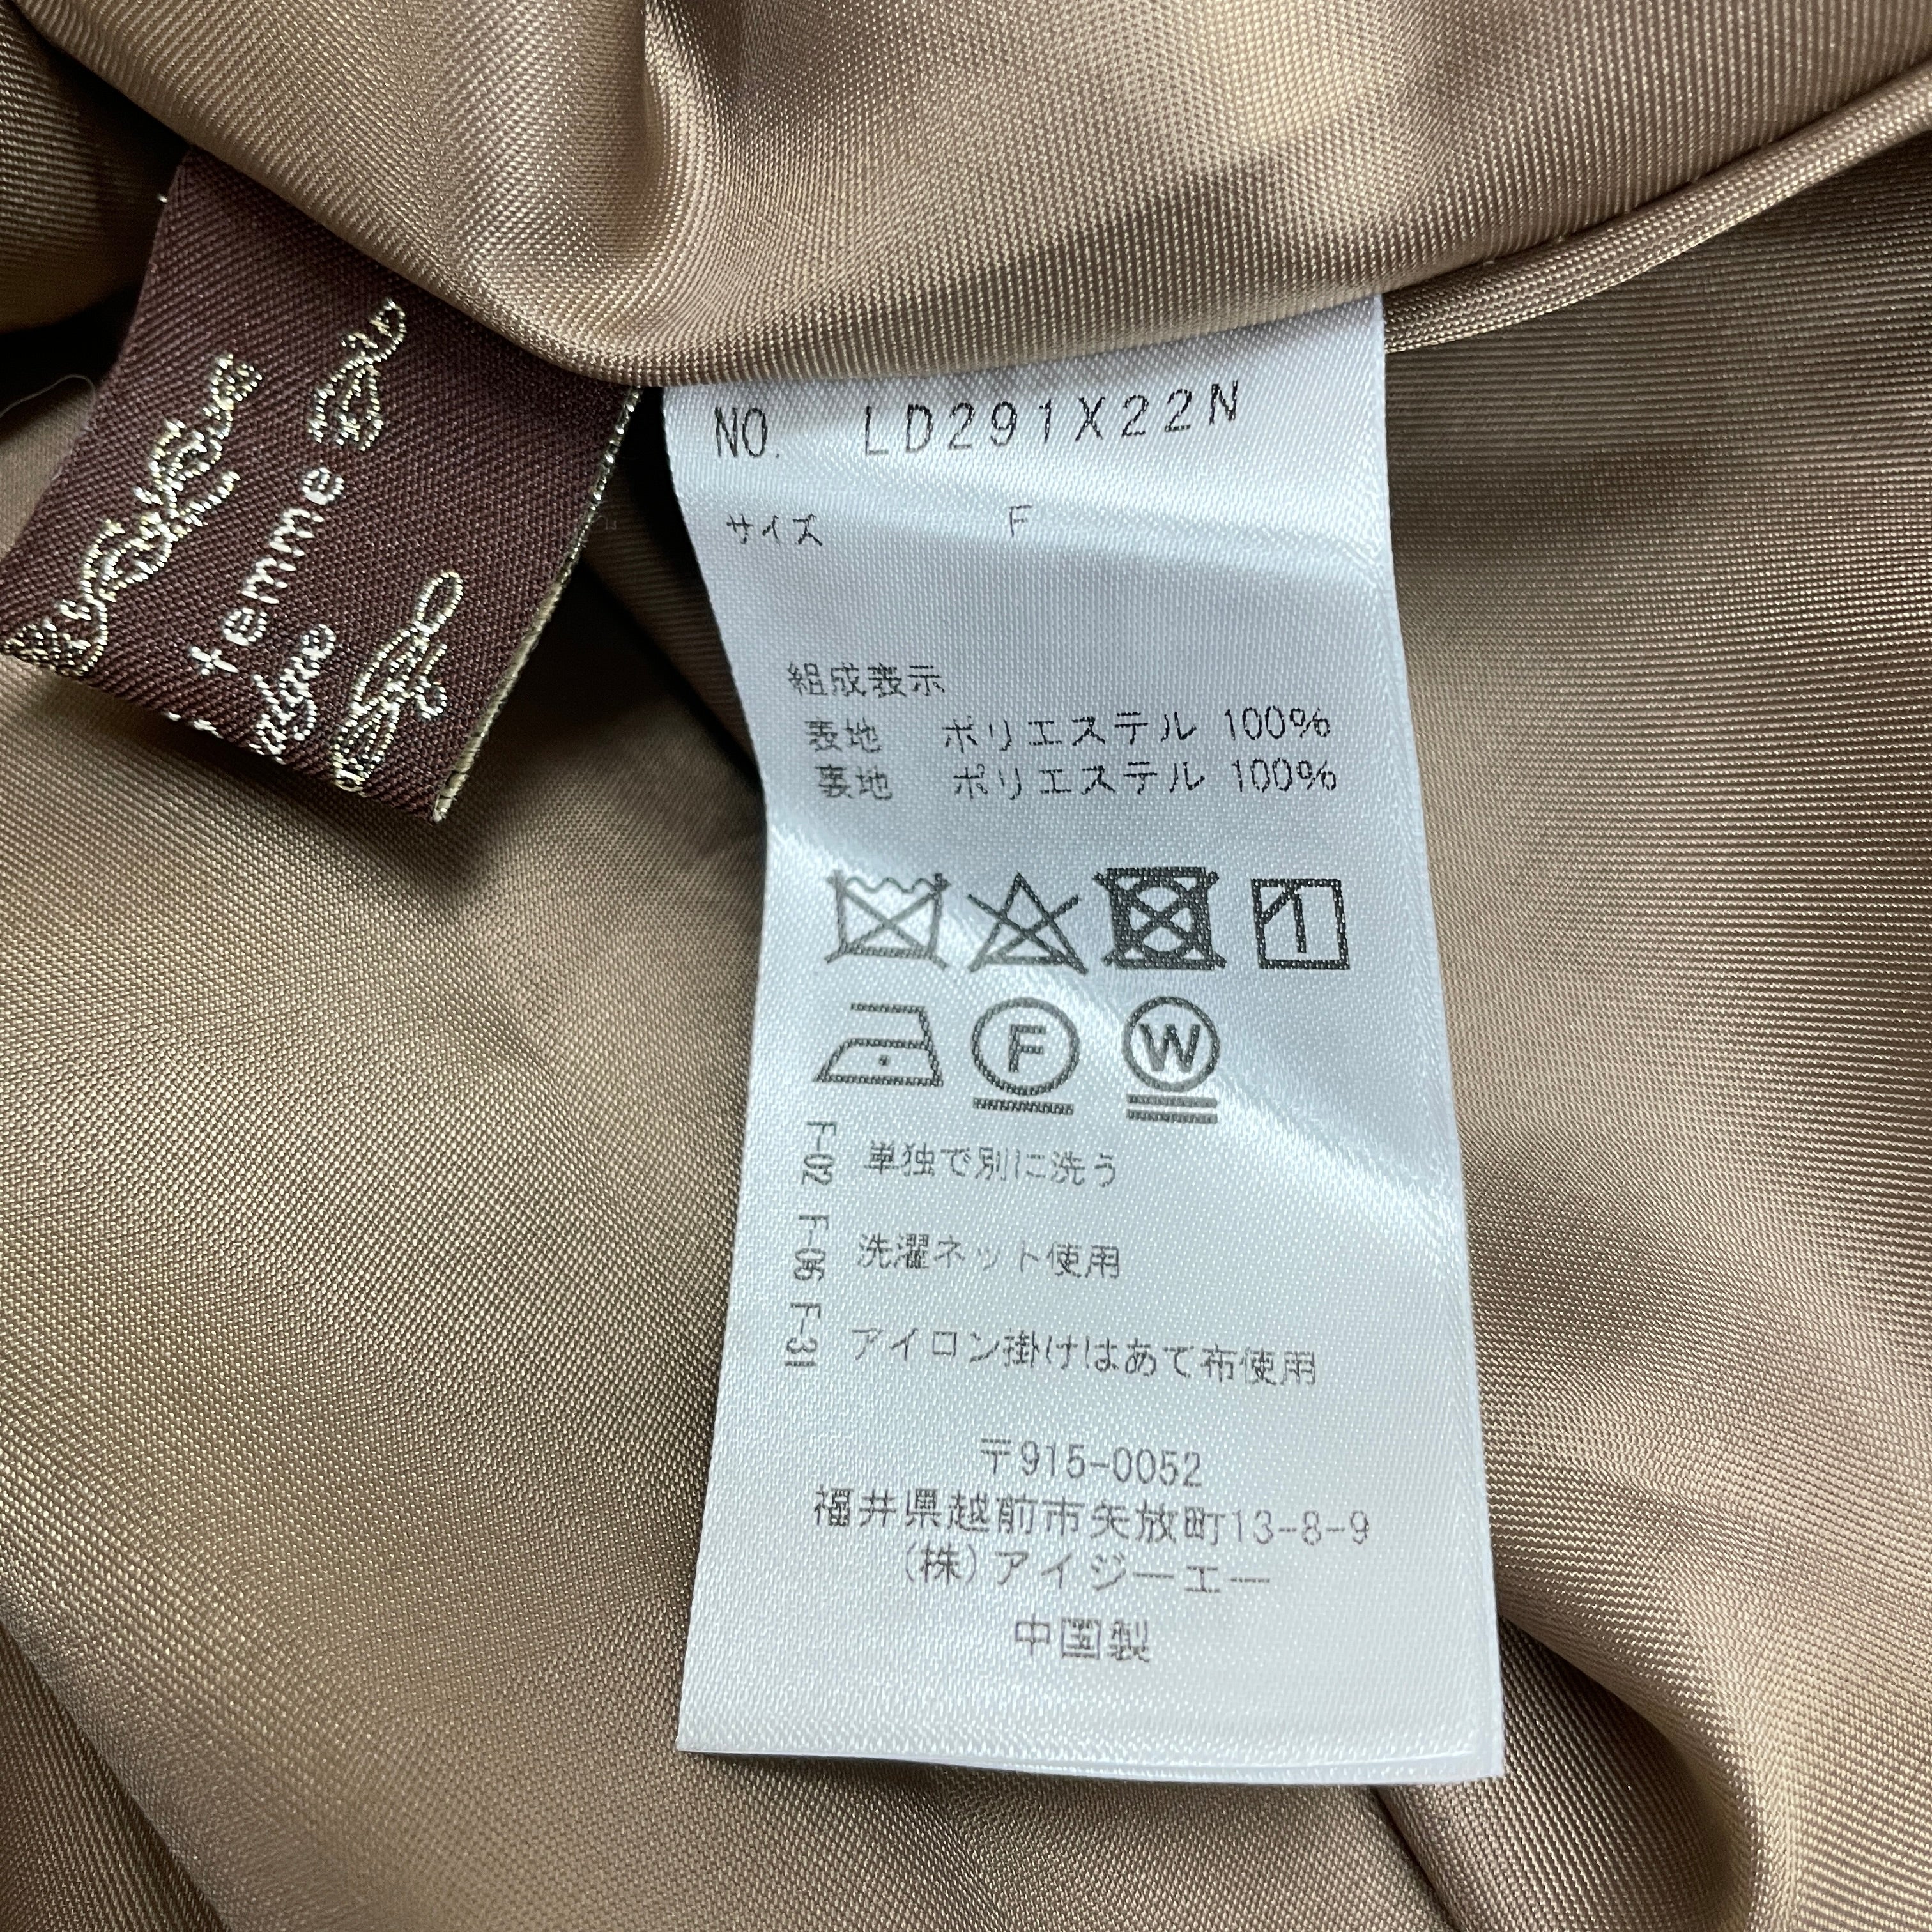 NO. LD291X22N
サイズ F
組成表示
表地 ポリエステル 100%
裏地 ポリエステル 100%
F
W
F-02 単独で別に洗う
F-06 洗濯ネット使用
F-31 アイロン掛けはあて布使用
〒915-0052
福井県越前市矢放町13-8-9
(株)アイジーエー
中国製
femme